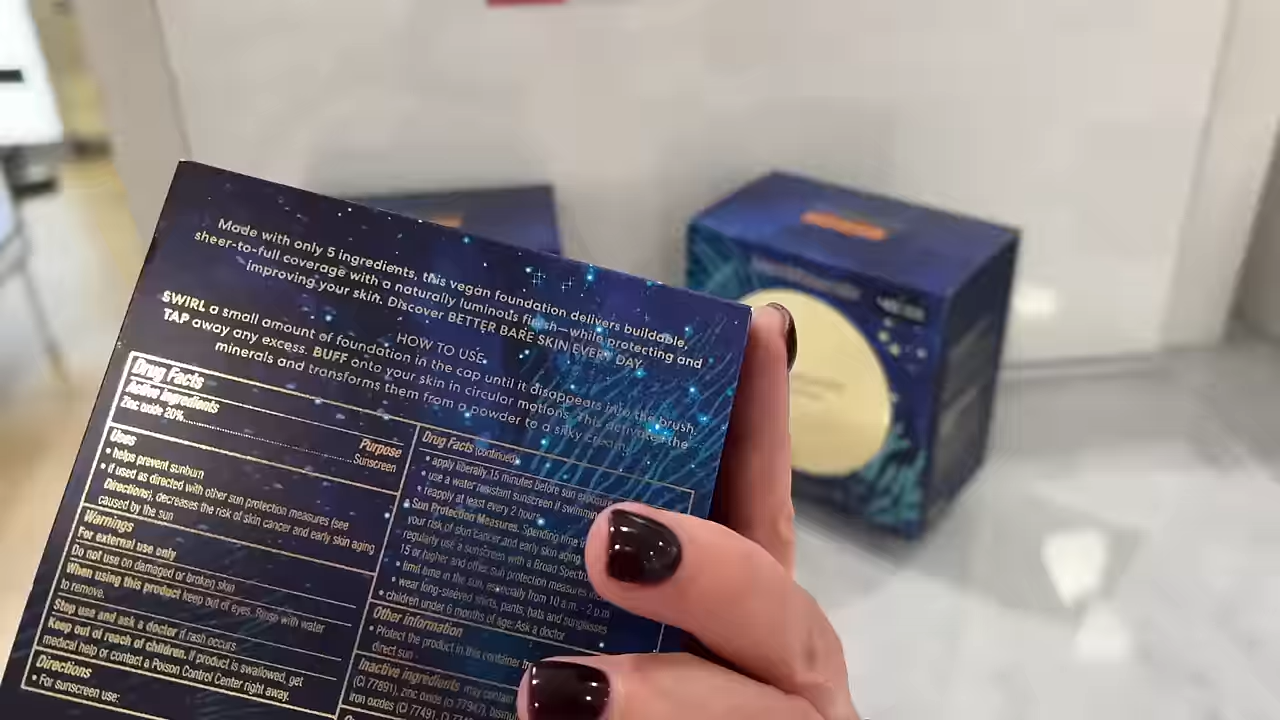 Made with only 5 ingredients, this vegan foundation delivers buildable,
sheer-to-full coverage with a naturally luminous finish—while protecting and
improving your skin. Discover BETTER BARE SKIN EVERY DAY.
HOW TO USE
SWIRL a small amount of foundation in the cap until it disappears into the brush.
TAP away any excess. BUFF onto your skin in circular motions. This activates the
minerals and transforms them from a powder to a silky cream.
Drug Facts
Active ingredients
Purpose
Zinc oxide 20%
Sunscreen
Uses
• helps prevent sunburn
• if used as directed with other sun protection measures (see
Directions), decreases the risk of skin cancer and early skin aging
caused by the sun
Warnings
For external use only
Do not use on damaged or broken skin
When using this product keep out of eyes. Rinse with water
to remove.
Stop use and ask a doctor if rash occurs
Keep out of reach of children. If product is swallowed, get
medical help or contact a Poison Control Center right away.
Directions
• For sunscreen use:
Drug Facts (continued)
• apply liberally 15 minutes before sun exposure
• use a water resistant sunscreen if swimming
• reapply at least every 2 hours
• Sun Protection Measures. Spending time in
your risk of skin cancer and early skin aging
regularly use a sunscreen with a Broad Spectru
15 or higher and other sun protection measures
• limit time in the sun, especially from 10 a.m. - 2 p.m
• wear long-sleeved shirts, pants, hats and sunglasses
• children under 6 months of age: Ask a doctor
Other information
• Protect the product in this container
direct sun
Inactive ingredients may contain
(CI 77891), zinc oxide (ci 77947),
iron oxides (CI 77491,